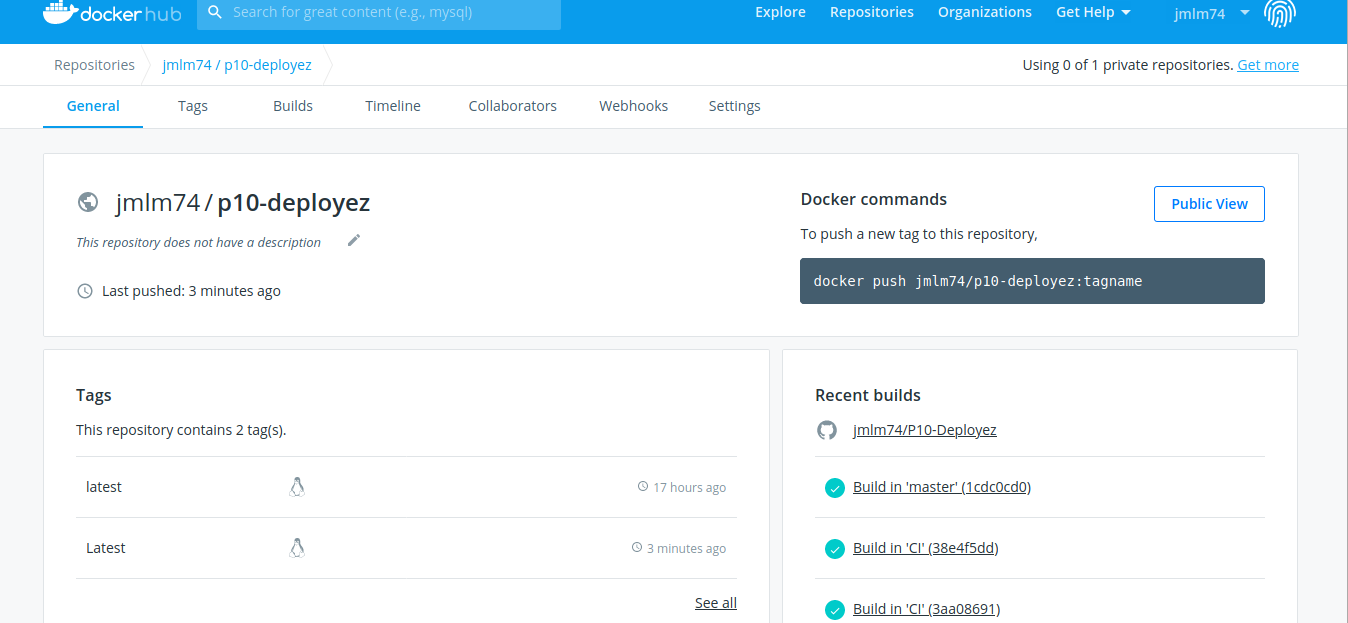 docker hub Search for great content (e.g., mysql) Explore Repositories Organizations Get Help jmlm74
Repositories jmlm74 / p10-deployez Using 0 of 1 private repositories. Get more
General Tags Builds Timeline Collaborators Webhooks Settings
jmlm74 / p10-deployez
This repository does not have a description
Last pushed: 3 minutes ago
Docker commands
Public View
To push a new tag to this repository,
docker push jmlm74/p10-deployez:tagname
Tags
This repository contains 2 tag(s).
latest 17 hours ago
Latest 3 minutes ago
See all
Recent builds
jmlm74/P10-Deployez
Build in 'master' (1cdc0cd0)
Build in 'CI' (38e4f5dd)
Build in 'CI' (3aa08691)